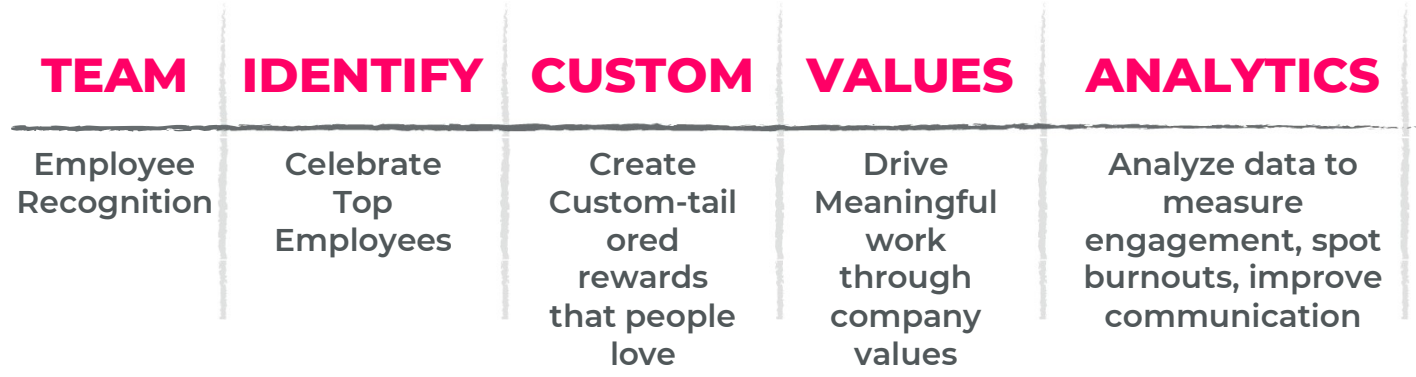 TEAM
Employee
Recognition
IDENTIFY
Celebrate
Top
Employees
CUSTOM
Create
Custom-tail
ored
rewards
that people
love
VALUES
Drive
Meaningful
work
through
company
values
ANALYTICS
Analyze data to
measure
engagement, spot
burnouts, improve
communication